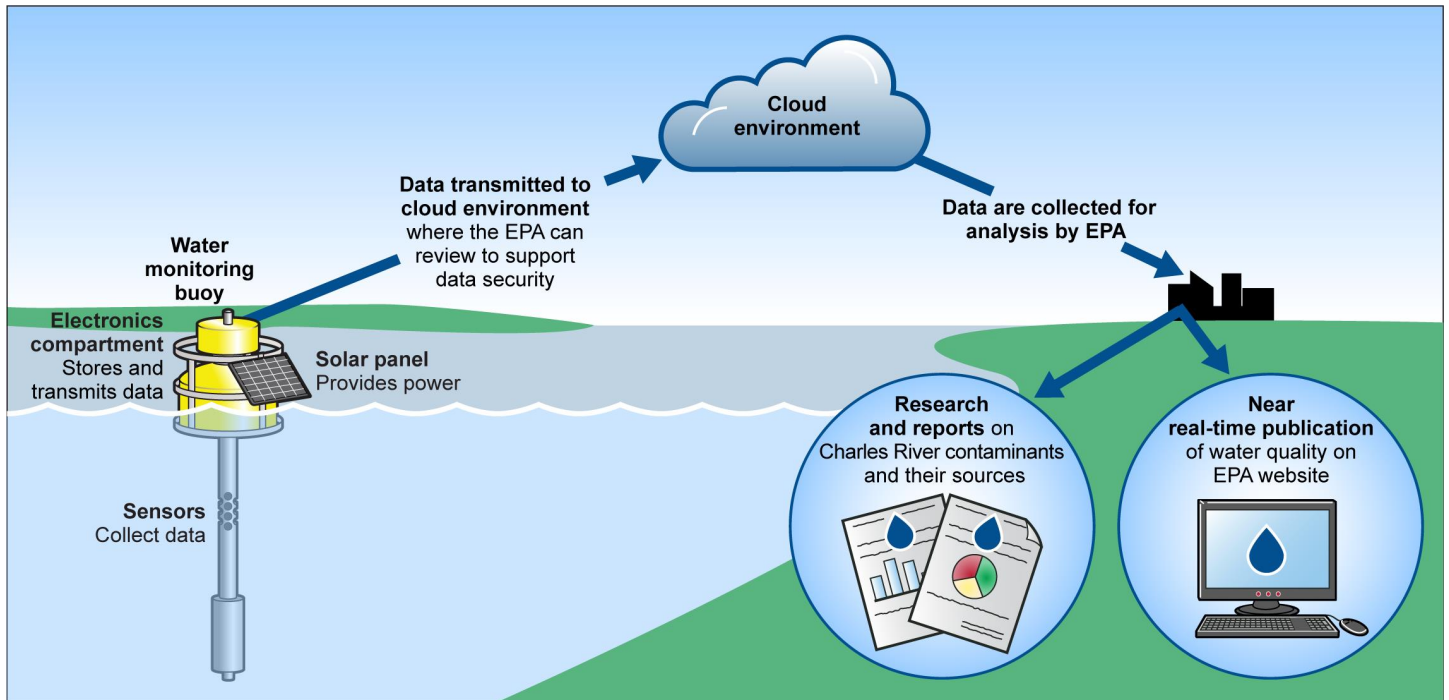 Cloud
environment
Data transmitted to
cloud environment
where the EPA can
review to support
data security
Data are collected for
analysis by EPA
Water
monitoring
buoy
Electronics
compartment
Stores and
transmits data
Solar panel
Provides power
Sensors
Collect data
Research
and reports on
Charles River contaminants
and their sources
Near
real-time publication
of water quality on
EPA website